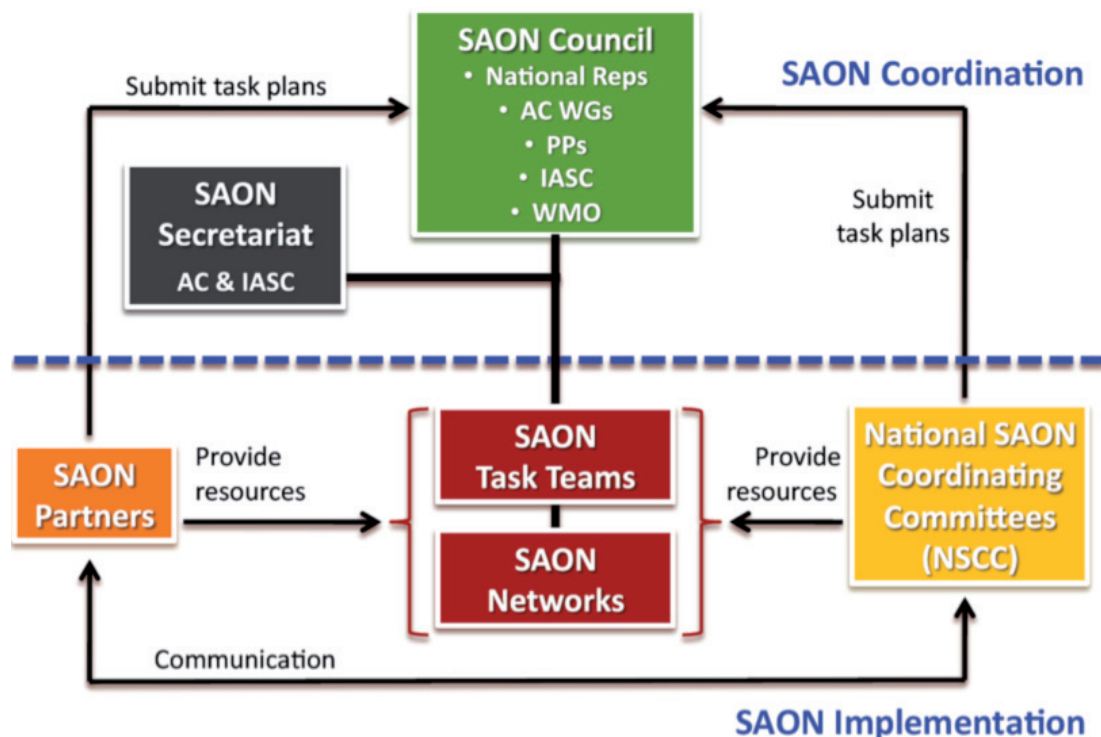 SAON Council
• National Reps
• AC WGs
• PPs
• IASC
• WMO
SAON Coordination
Submit task plans
SAON
Secretariat
AC & IASC
Submit
task plans
SAON
Partners
Provide
resources
SAON
Task Teams
SAON
Networks
Provide
resources
National SAON
Coordinating
Committees
(NSCC)
Communication
SAON Implementation